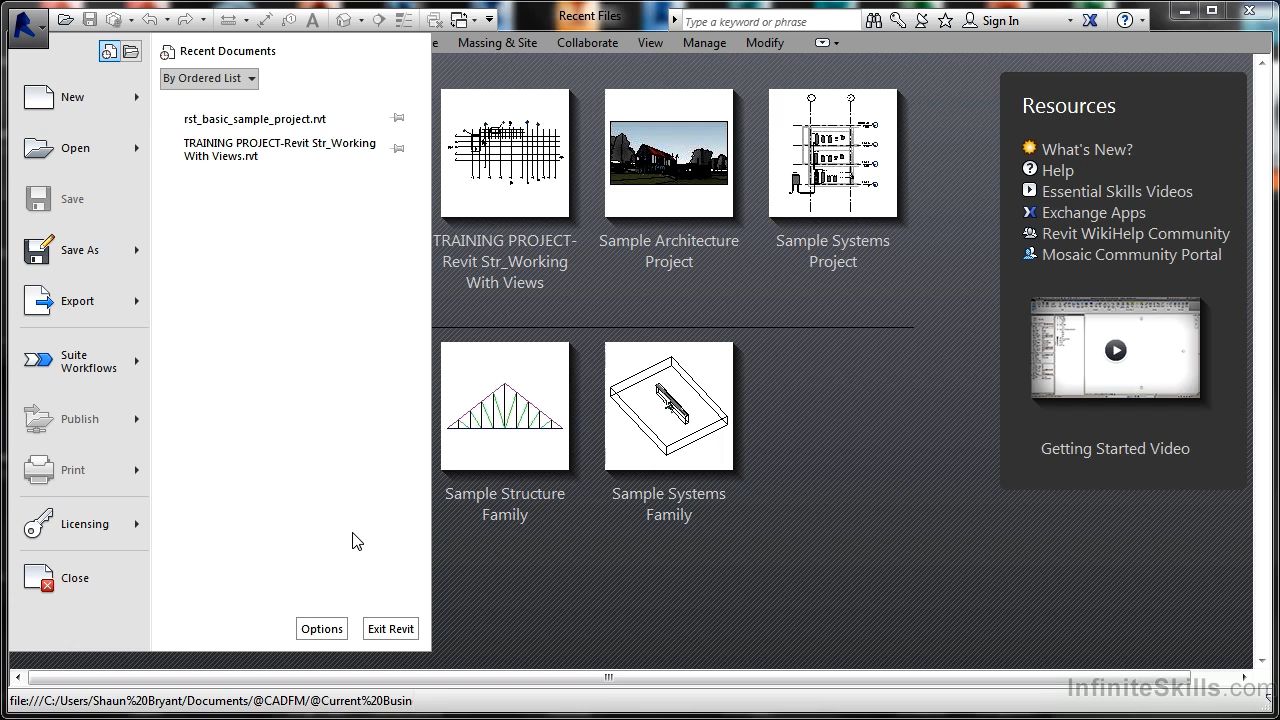 Recent Files
Type a keyword or phrase
Sign In
e
Massing & Site
Collaborate
View
Manage
Modify
Recent Documents
By Ordered List
New
rst_basic_sample_project.rvt
Open
TRAINING PROJECT-Revit Str_Working
With Views.rvt
Save
Save As
Export
Suite
Workflows
Publish
Print
Licensing
Close
Options
Exit Revit
TRAINING PROJECT-
Revit Str_Working
With Views
Sample Architecture
Project
Sample Systems
Project
Sample Structure
Family
Sample Systems
Family
Resources
What's New?
Help
Essential Skills Videos
Exchange Apps
Revit WikiHelp Community
Mosaic Community Portal
Getting Started Video
file:///C:/Users/Shaun%20Bryant/Documents/@CADFM/@Current%20Busin
InfiniteSkills.com